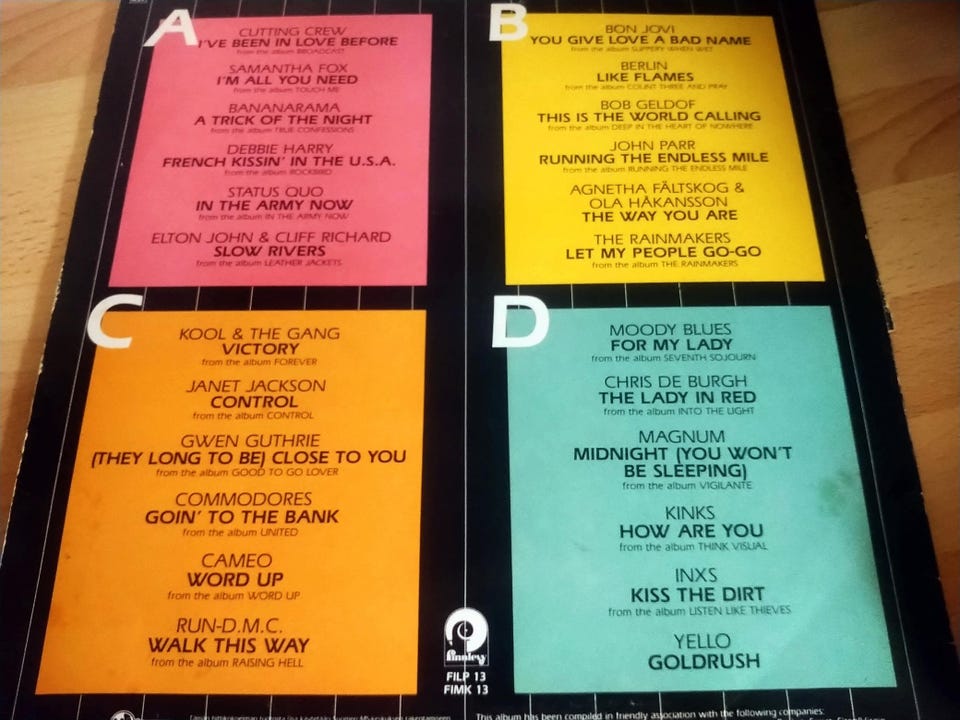 A
CUTTING CREW
I'VE BEEN IN LOVE BEFORE
from the album BROADCAST
SAMANTHA FOX
I'M ALL YOU NEED
from the album TOUCH ME
BANANARAMA
A TRICK OF THE NIGHT
from the album TRUE CONFESSIONS
DEBBIE HARRY
FRENCH KISSIN' IN THE U.S.A.
from the album ROCKBIRD
STATUS QUO
IN THE ARMY NOW
from the album IN THE ARMY NOW
ELTON JOHN & CLIFF RICHARD
SLOW RIVERS
from the album LEATHER JACKETS
B
BON JOVI
YOU GIVE LOVE A BAD NAME
from the album SLIPPERY WHEN WET
BERLIN
LIKE FLAMES
from the album COUNT THREE AND PRAY
BOB GELDOF
THIS IS THE WORLD CALLING
from the album DEEP IN THE HEART OF NOWHERE
JOHN PARR
RUNNING THE ENDLESS MILE
from the album RUNNING THE ENDLESS MILE
AGNETHA FÄLTSKOG &
OLA HÅKANSSON
THE WAY YOU ARE
THE RAINMAKERS
LET MY PEOPLE GO-GO
from the album THE RAINMAKERS
C
KOOL & THE GANG
VICTORY
from the album FOREVER
JANET JACKSON
CONTROL
from the album CONTROL
GWEN GUTHRIE
(THEY LONG TO BE) CLOSE TO YOU
from the album GOOD TO GO LOVER
COMMODORES
GOIN' TO THE BANK
from the album UNITED
CAMEO
WORD UP
from the album WORD UP
RUN-D.M.C.
WALK THIS WAY
from the album RAISING HELL
D
MOODY BLUES
FOR MY LADY
from the album SEVENTH SOJOURN
CHRIS DE BURGH
THE LADY IN RED
from the album INTO THE LIGHT
MAGNUM
MIDNIGHT (YOU WON'T
BE SLEEPING)
from the album VIGILANTE
KINKS
HOW ARE YOU
from the album THINK VISUAL
INXS
KISS THE DIRT
from the album LISTEN LIKE THIEVES
YELLO
GOLDRUSH
finnlevy
FILP 13
FIMK 13
This album has been compiled in friendly association with the following companies: